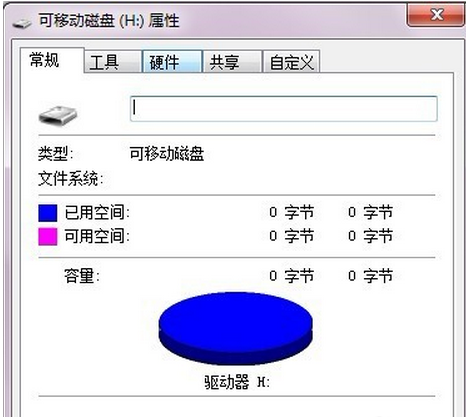 可移动磁盘 (H:) 属性
常规 工具 硬件 共享 自定义
类型: 可移动磁盘
文件系统:
已用空间: 0 字节 0 字节
可用空间: 0 字节 0 字节
容量: 0 字节 0 字节
驱动器 H: